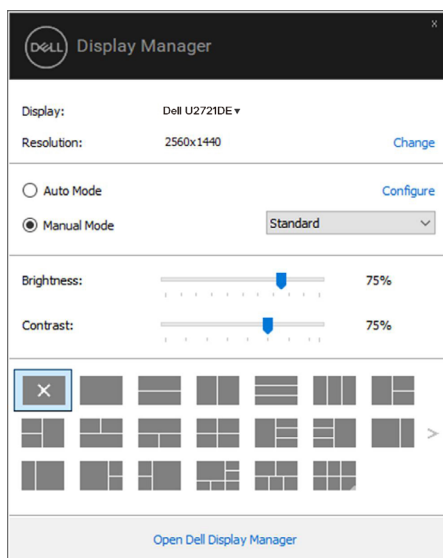 x
DELL Display Manager
Display: Dell U2721DE
Resolution: 2560x1440 Change
Auto Mode Configure
Manual Mode Standard
Brightness: 75%
Contrast: 75%
Open Dell Display Manager